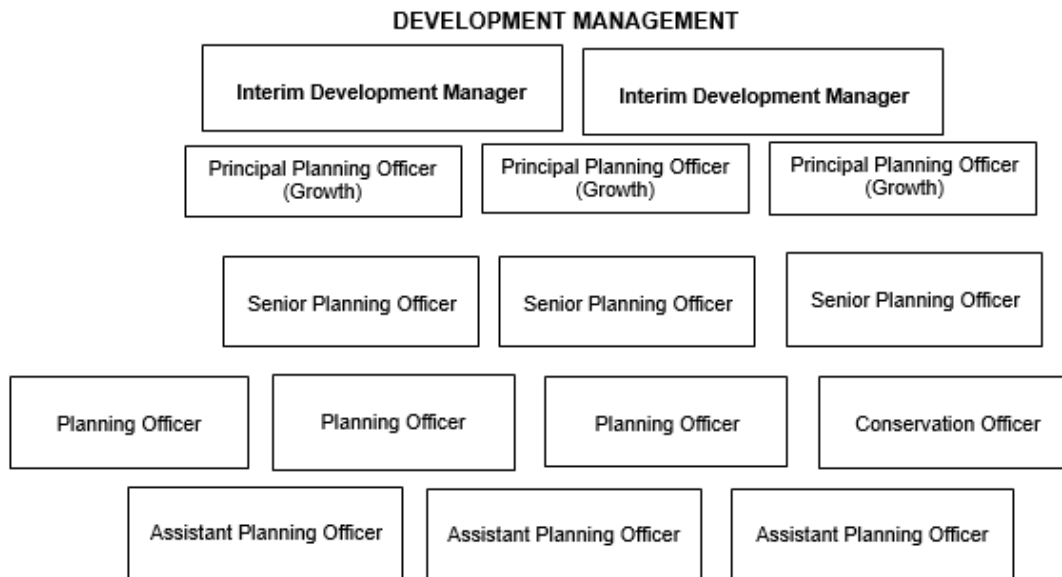 DEVELOPMENT MANAGEMENT
Interim Development Manager
Interim Development Manager
Principal Planning Officer
(Growth)
Principal Planning Officer
(Growth)
Principal Planning Officer
(Growth)
Senior Planning Officer
Senior Planning Officer
Senior Planning Officer
Planning Officer
Planning Officer
Planning Officer
Conservation Officer
Assistant Planning Officer
Assistant Planning Officer
Assistant Planning Officer